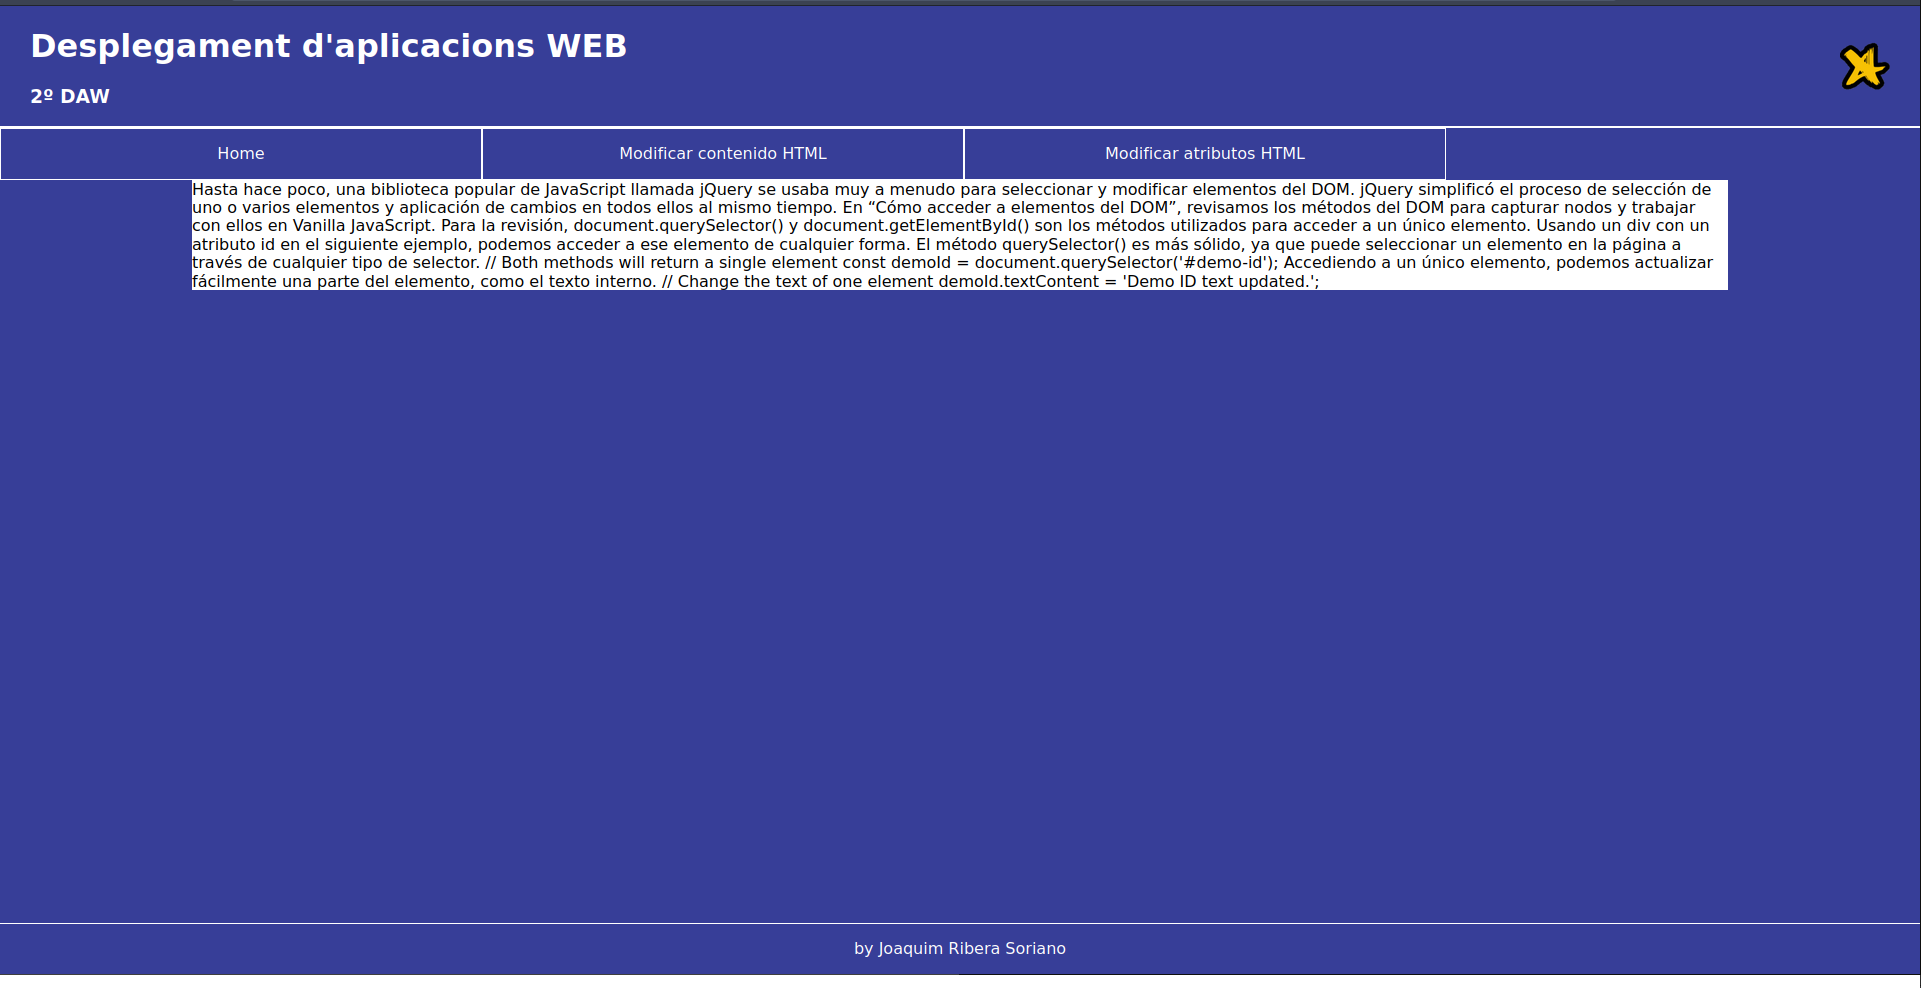 Desplegament d'aplicacions WEB
2º DAW
Home
Modificar contenido HTML
Modificar atributos HTML
Hasta hace poco, una biblioteca popular de JavaScript llamada jQuery se usaba muy a menudo para seleccionar y modificar elementos del DOM. jQuery simplificó el proceso de selección de
uno o varios elementos y aplicación de cambios en todos ellos al mismo tiempo. En “Cómo acceder a elementos del DOM”, revisamos los métodos del DOM para capturar nodos y trabajar
con ellos en Vanilla JavaScript. Para la revisión, document.querySelector() y document.getElementById() son los métodos utilizados para acceder a un único elemento. Usando un div con un
atributo id en el siguiente ejemplo, podemos acceder a ese elemento de cualquier forma. El método querySelector() es más sólido, ya que puede seleccionar un elemento en la página a
través de cualquier tipo de selector. // Both methods will return a single element const demoId = document.querySelector('#demo-id'); Accediendo a un único elemento, podemos actualizar
fácilmente una parte del elemento, como el texto interno. // Change the text of one element demoId.textContent = 'Demo ID text updated.';
by Joaquim Ribera Soriano